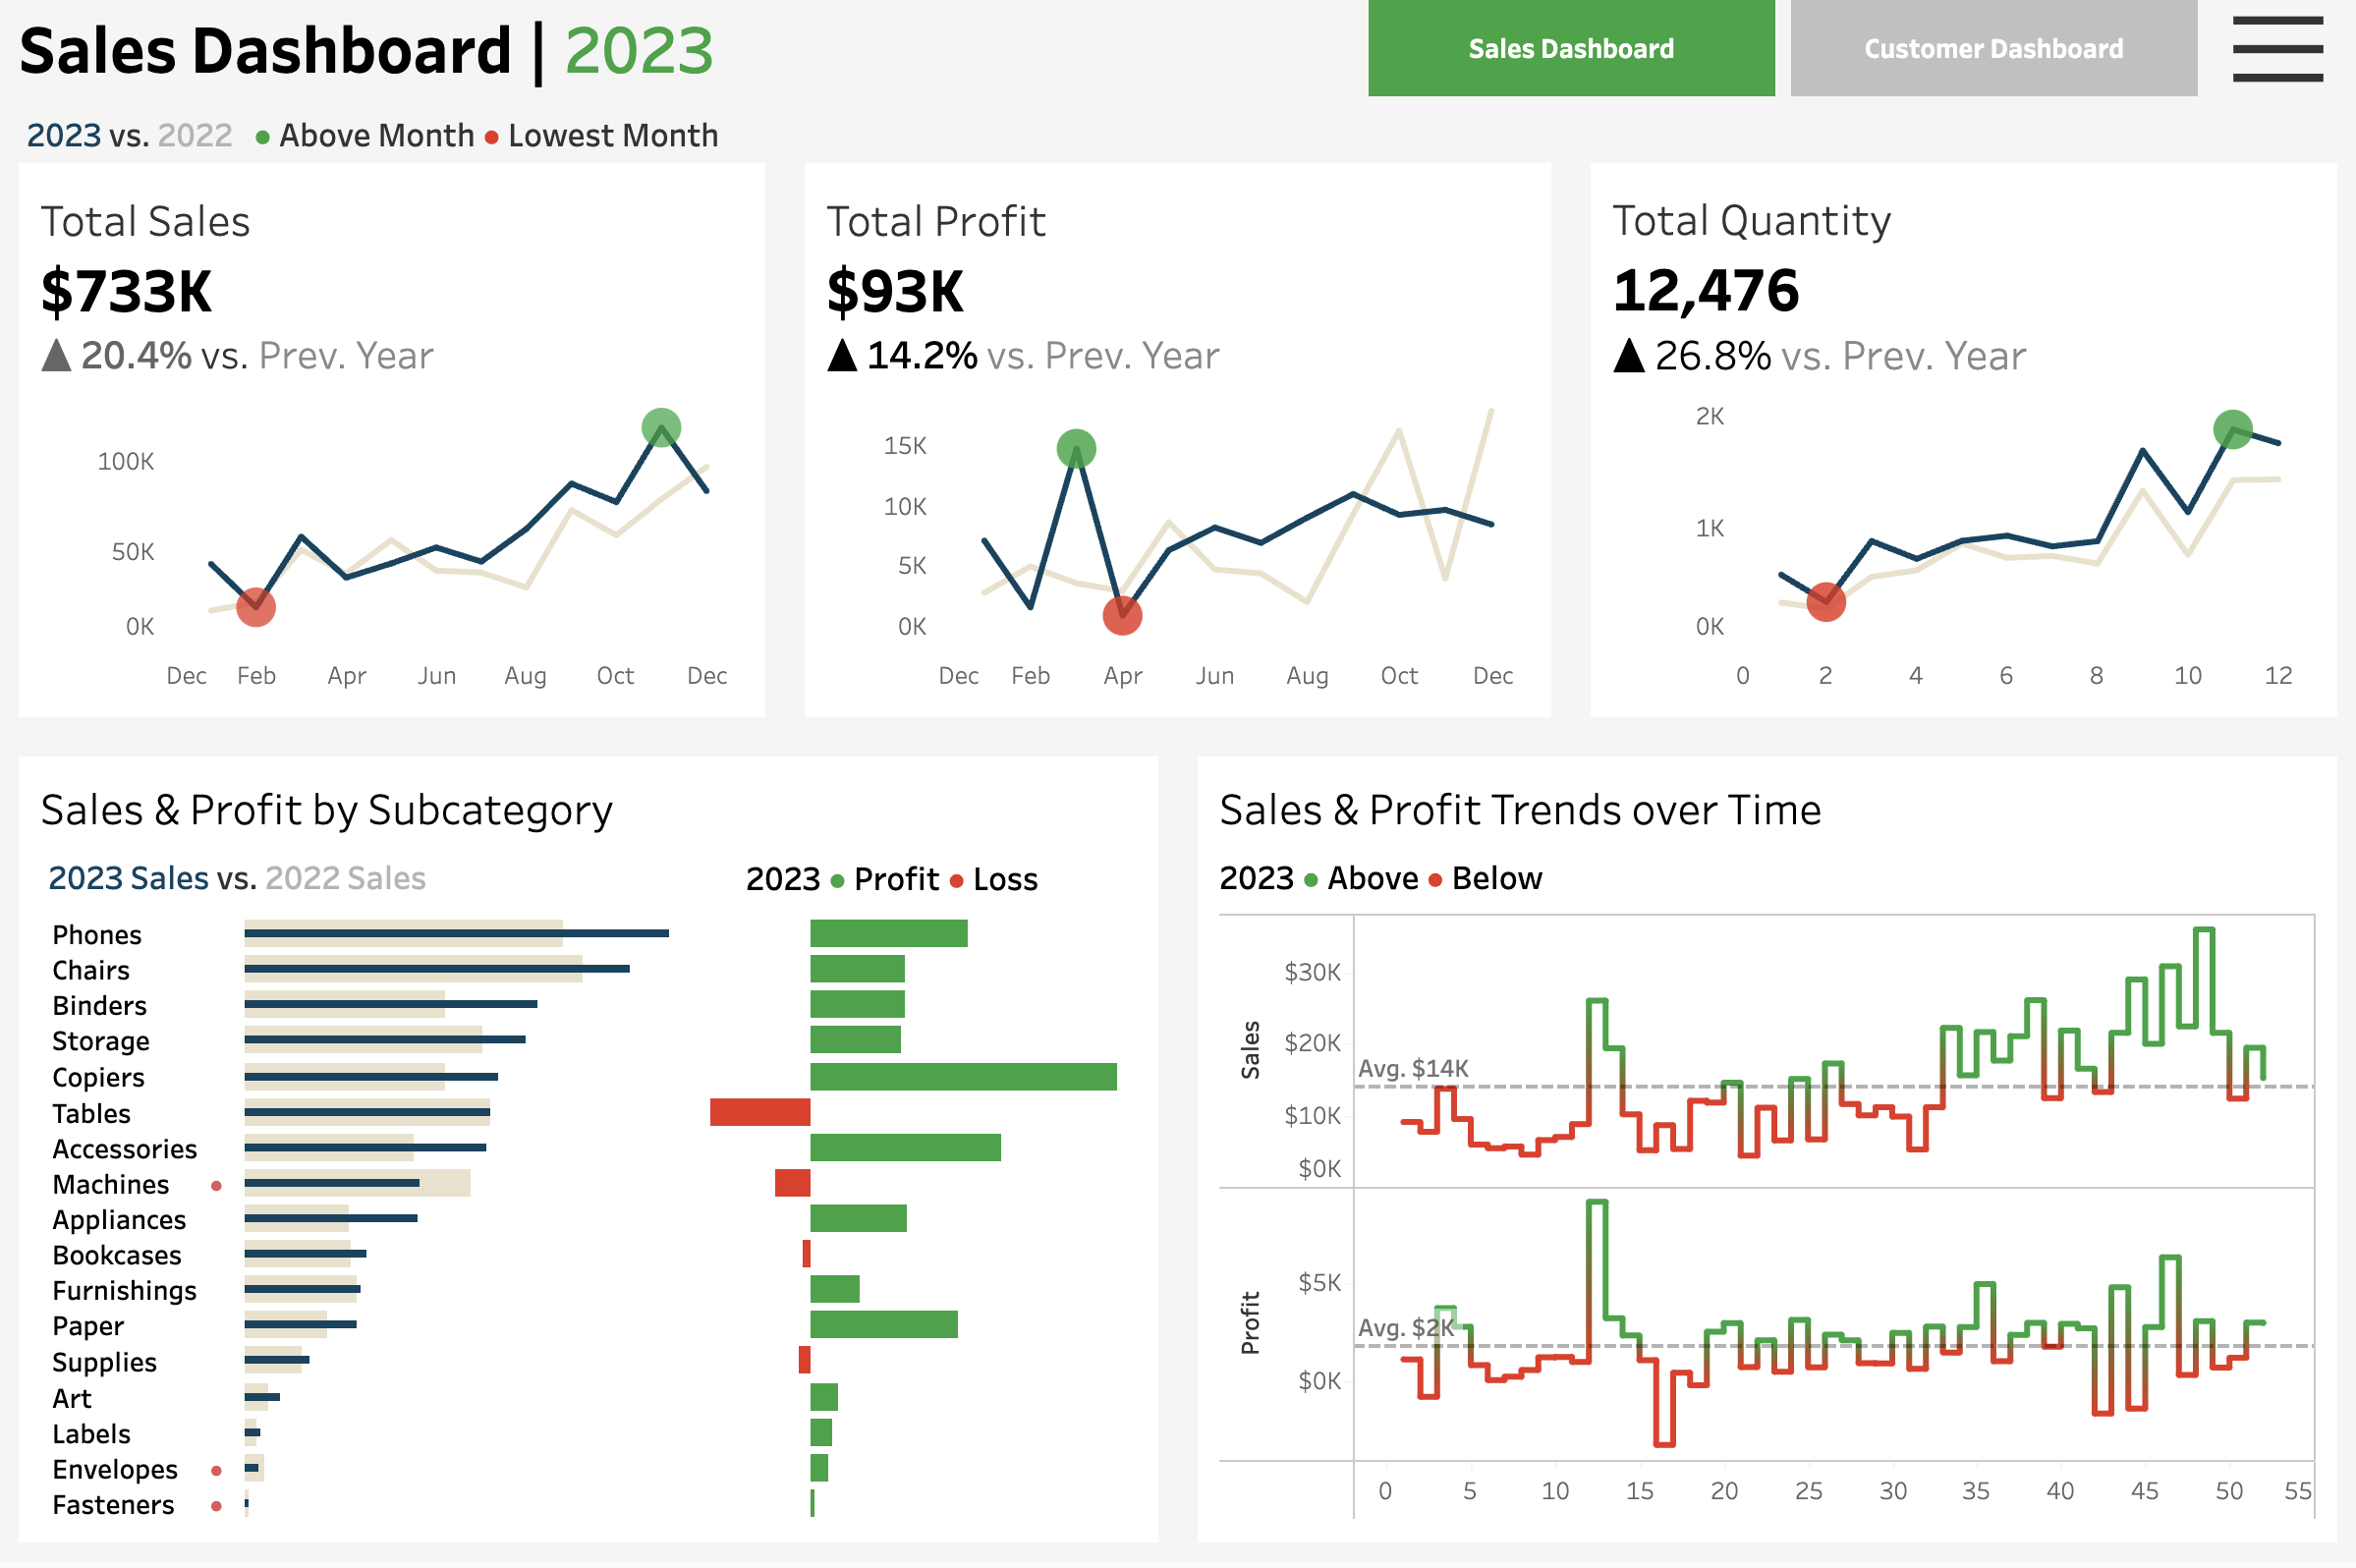 Sales Dashboard | 2023
Sales Dashboard
Customer Dashboard
2023 vs. 2022 ● Above Month ● Lowest Month
Total Sales
$733K
▲ 20.4% vs. Prev. Year
100K
50K
0K
Dec Feb Apr Jun Aug Oct Dec
Total Profit
$93K
▲ 14.2% vs. Prev. Year
15K
10K
5K
0K
Dec Feb Apr Jun Aug Oct Dec
Total Quantity
12,476
▲ 26.8% vs. Prev. Year
2K
1K
0K
0 2 4 6 8 10 12
Sales & Profit by Subcategory
2023 Sales vs. 2022 Sales
2023 ● Profit ● Loss
Phones
Chairs
Binders
Storage
Copiers
Tables
Accessories
Machines
Appliances
Bookcases
Furnishings
Paper
Supplies
Art
Labels
Envelopes
Fasteners
Sales & Profit Trends over Time
2023 ● Above ● Below
Sales
$30K
$20K
Avg. $14K
$10K
$0K
Profit
$5K
Avg. $2K
$0K
0 5 10 15 20 25 30 35 40 45 50 55